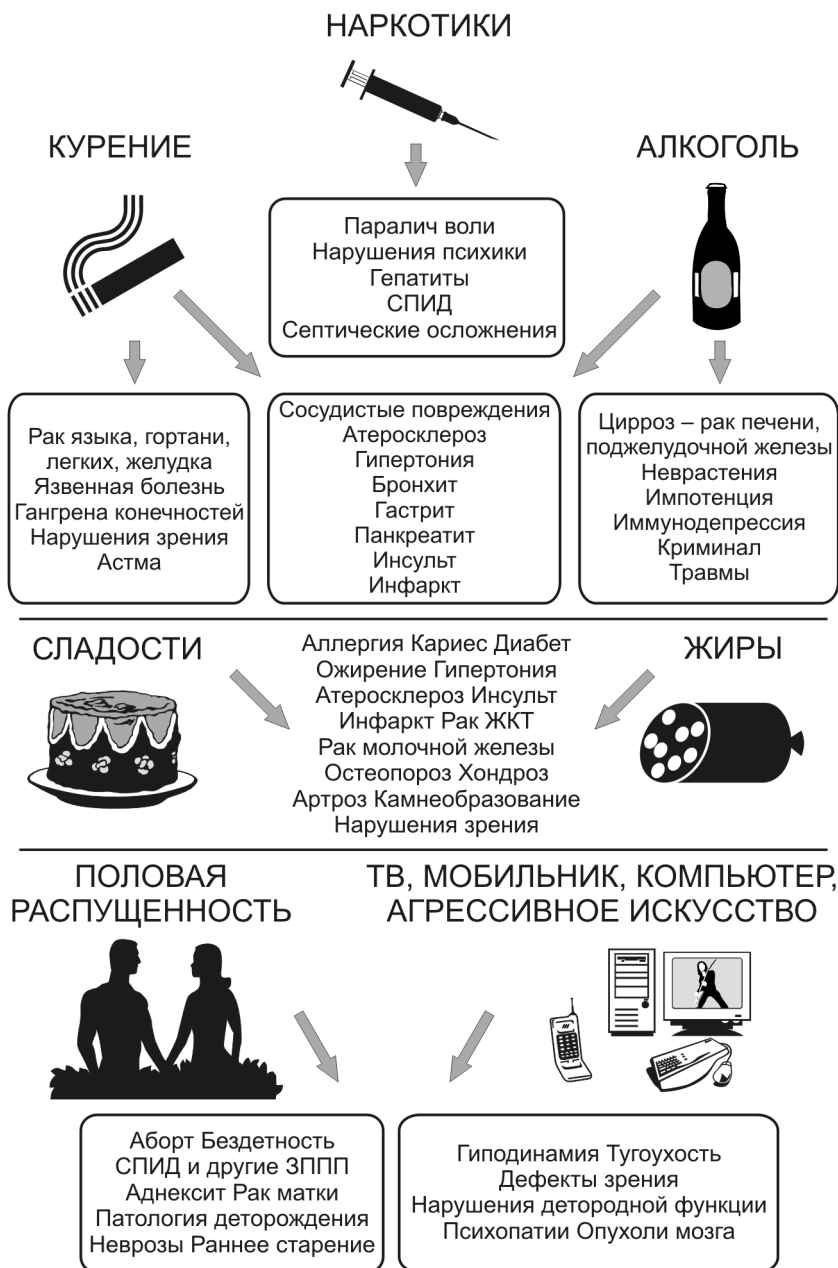 НАРКОТИКИ
КУРЕНИЕ
АЛКОГОЛЬ
Паралич воли
Нарушения психики
Гепатиты
СПИД
Септические осложнения
Рак языка, гортани,
легких, желудка
Язвенная болезнь
Гангрена конечностей
Нарушения зрения
Астма
Сосудистые повреждения
Атеросклероз
Гипертония
Бронхит
Гастрит
Панкреатит
Инсульт
Инфаркт
Цирроз – рак печени,
поджелудочной железы
Неврастения
Импотенция
Иммунодепрессия
Криминал
Травмы
СЛАДОСТИ
Аллергия Кариес Диабет
Ожирение Гипертония
Атеросклероз Инсульт
Инфаркт Рак ЖКТ
Рак молочной железы
Остеопороз Хондроз
Артроз Камнеобразование
Нарушения зрения
ЖИРЫ
ПОЛОВАЯ
РАСПУЩЕННОСТЬ
ТВ, МОБИЛЬНИК, КОМПЬЮТЕР,
АГРЕССИВНОЕ ИСКУССТВО
Аборт Бездетность
СПИД и другие ЗППП
Аднексит Рак матки
Патология деторождения
Неврозы Раннее старение
Гиподинамия Тугоухость
Дефекты зрения
Нарушения детородной функции
Психопатии Опухоли мозга